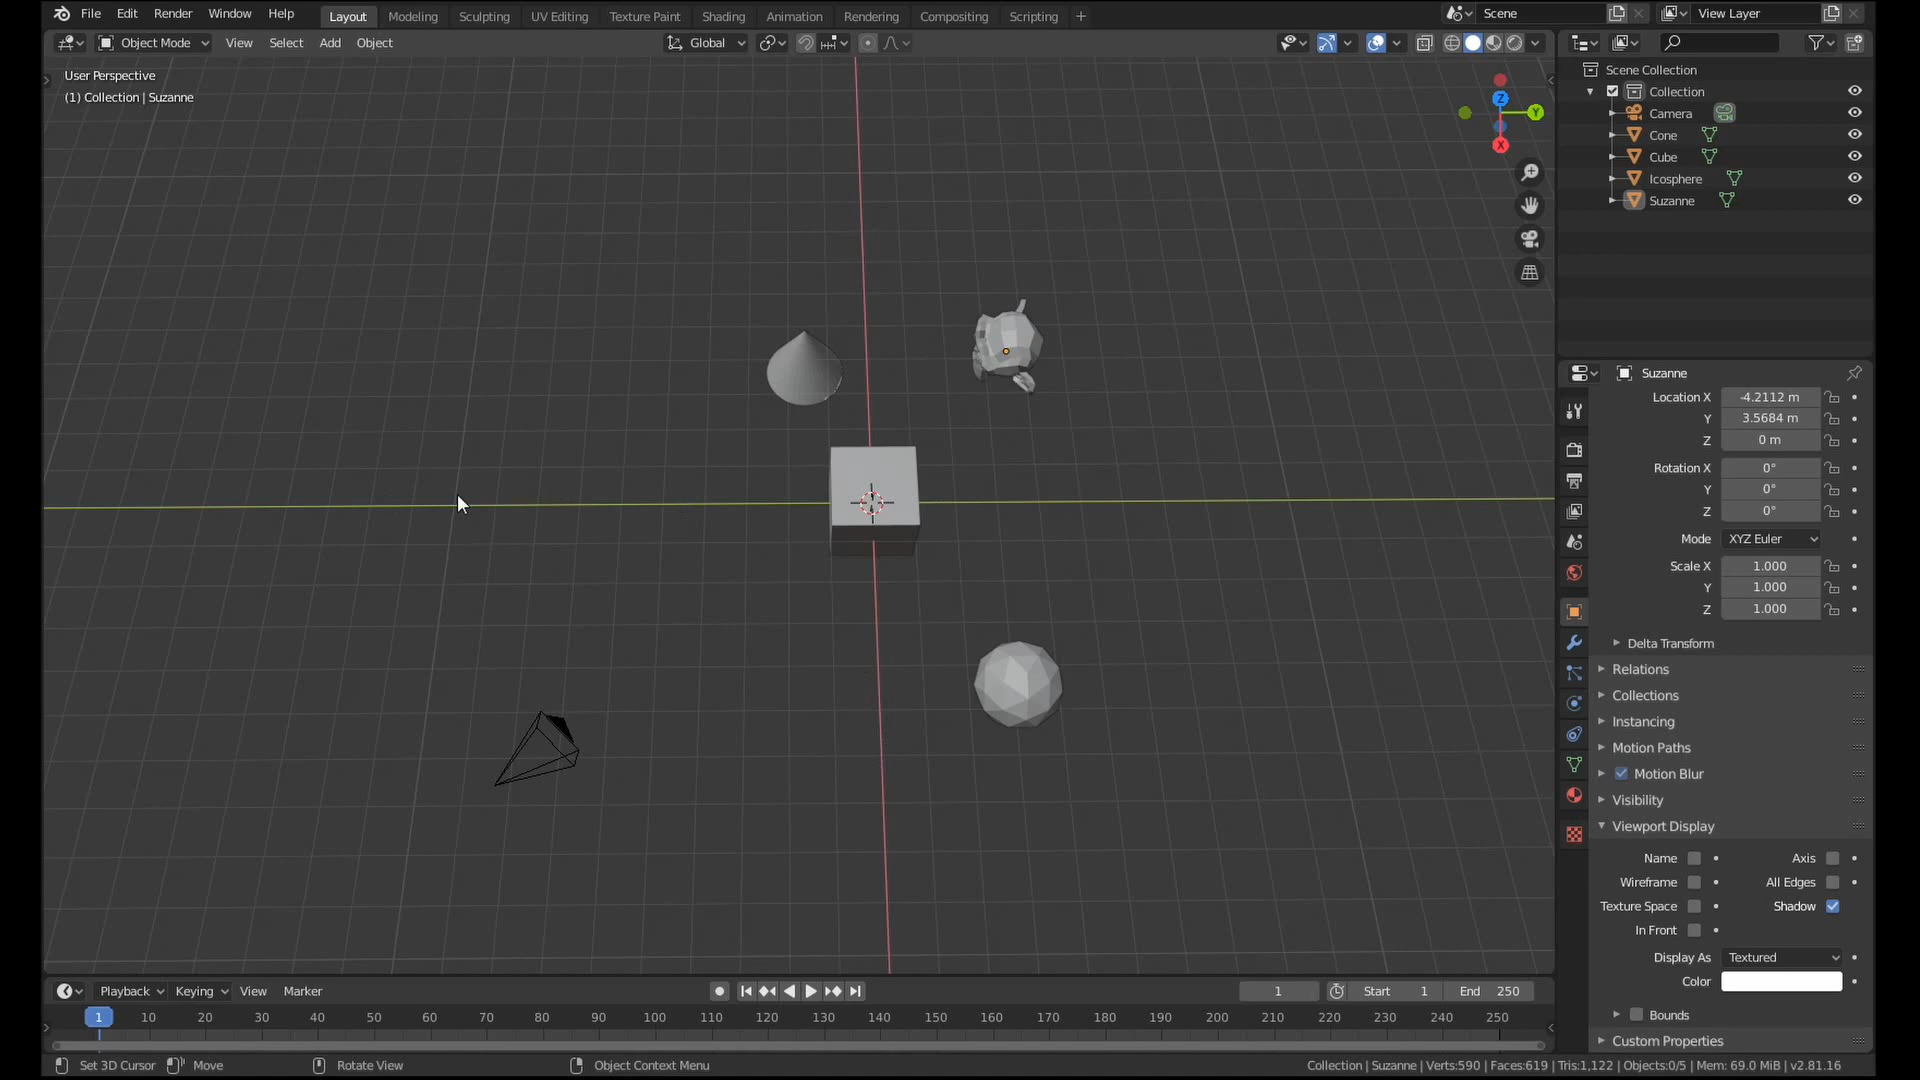 File Edit Render Window Help Layout Modeling Sculpting UV Editing Texture Paint Shading Animation Rendering Compositing Scripting + Scene View Layer
Object Mode View Select Add Object Global
User Perspective
(1) Collection | Suzanne
Z
Y
X
Scene Collection
Collection
Camera
Cone
Cube
Icosphere
Suzanne
Suzanne
Location X -4.2112 m
Y 3.5684 m
Z 0 m
Rotation X 0°
Y 0°
Z 0°
Mode XYZ Euler
Scale X 1.000
Y 1.000
Z 1.000
Delta Transform
Relations
Collections
Instancing
Motion Paths
Motion Blur
Visibility
Viewport Display
Name Axis
Wireframe All Edges
Texture Space Shadow
In Front
Display As Textured
Color
Bounds
Custom Properties
Playback Keying View Marker 1 Start 1 End 250
1 10 20 30 40 50 60 70 80 90 100 110 120 130 140 150 160 170 180 190 200 210 220 230 240 250
Set 3D Cursor Move Rotate View Object Context Menu Collection | Suzanne | Verts:590 | Faces:619 | Tris:1,122 | Objects:0/5 | Mem: 69.0 MiB | v2.81.16